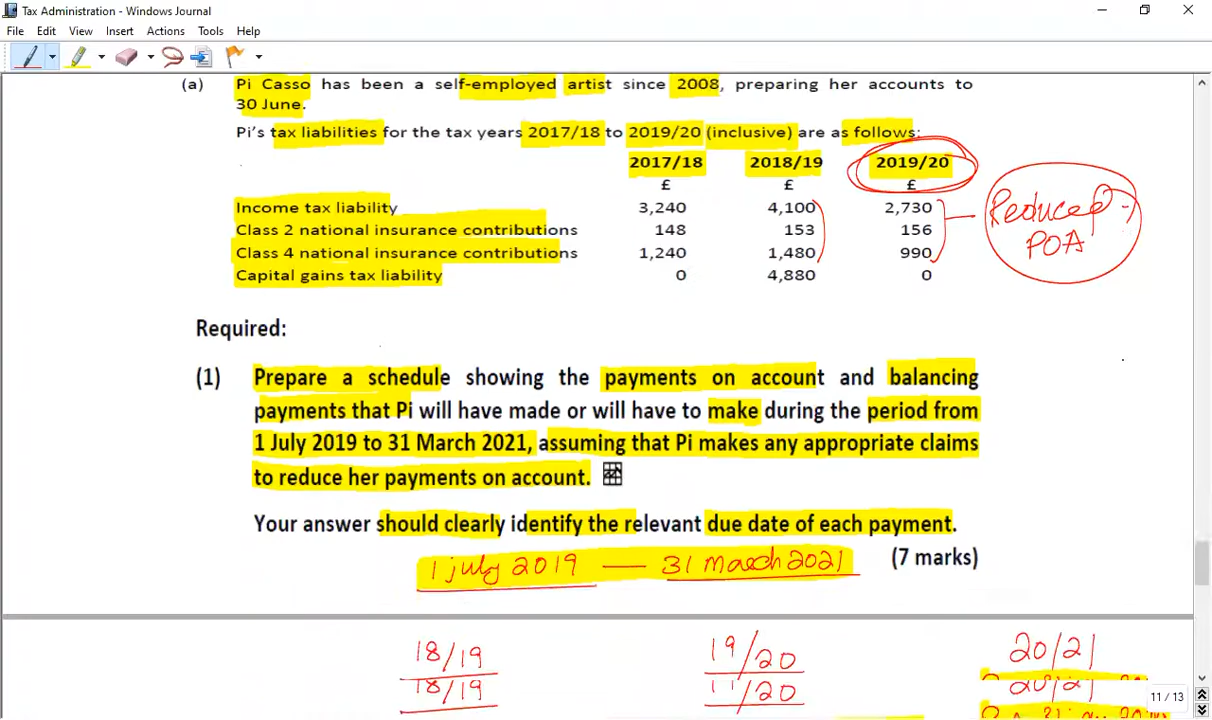 Tax Administration - Windows Journal
File Edit View Insert Actions Tools Help
(a) Pi Casso has been a self-employed artist since 2008, preparing her accounts to
30 June.
Pi's tax liabilities for the tax years 2017/18 to 2019/20 (inclusive) are as follows:
2017/18 2018/19 2019/20
£ £ £
Income tax liability 3,240 4,100 2,730
Class 2 national insurance contributions 148 153 156
Class 4 national insurance contributions 1,240 1,480 990
Capital gains tax liability 0 4,880 0
Reduced
POA
Required:
(1) Prepare a schedule showing the payments on account and balancing
payments that Pi will have made or will have to make during the period from
1 July 2019 to 31 March 2021, assuming that Pi makes any appropriate claims
to reduce her payments on account.
Your answer should clearly identify the relevant due date of each payment.
(7 marks)
1 july 2019 — 31 march 2021
18/19 19/20 20/21
18/19 /20 20/21
11 / 13